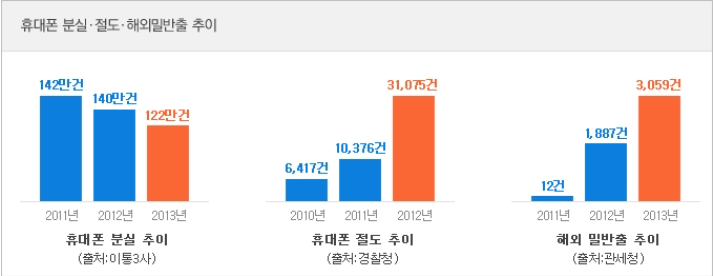 휴대폰 분실·절도·해외밀반출 추이
142만건
140만건
122만건
2011년 2012년 2013년
휴대폰 분실 추이
(출처:이통3사)
31,075건
10,376건
6,417건
2010년 2011년 2012년
휴대폰 절도 추이
(출처:경찰청)
3,059건
1,887건
12건
2011년 2012년 2013년
해외 밀반출 추이
(출처:관세청)